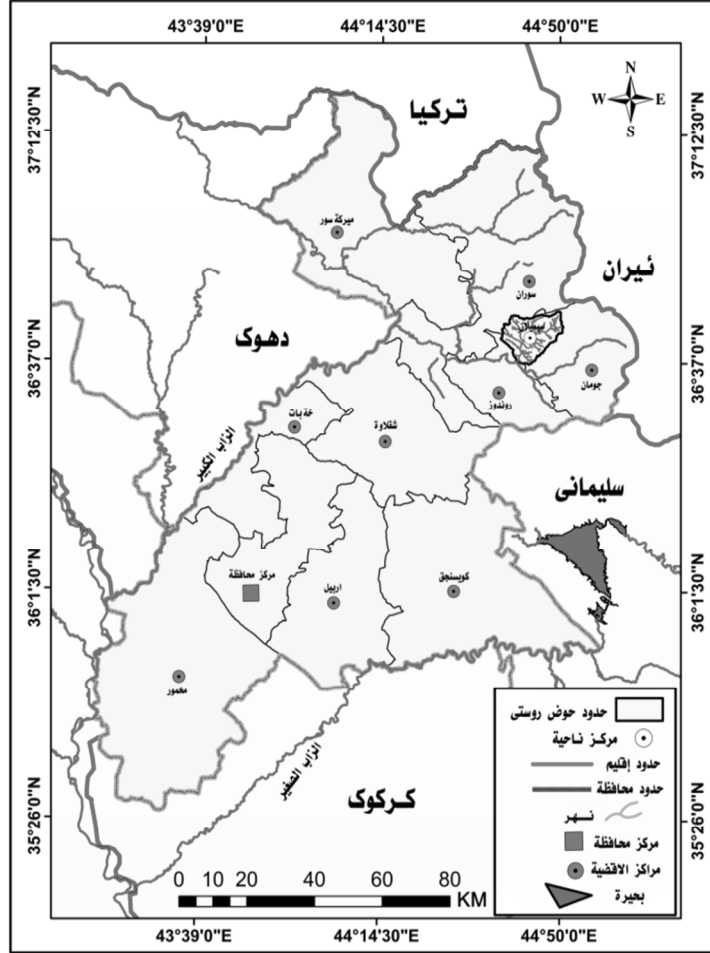 43°39'0"E 44°14'30"E 44°50'0"E
37°12'30"N
37°12'30"N
N
W E
S
تركيا
ميركة سور
ئيران
سوران
دهوك
36°37'0"N
36°37'0"N
جومان
روندوز
خة بات
شقلاوة
الزاب الكبير
سليمانى
مركز محافظة
اربيل
كويسنجق
36°1'30"N
36°1'30"N
مخمور
الزاب الصغير
كركوك
35°26'0"N
35°26'0"N
حدود حوض روستى
مركز ناحية
حدود إقليم
حدود محافظة
نهر
مركز محافظة
مراكز الاقضية
بحيرة
0 10 20 40 60 80
KM
43°39'0"E 44°14'30"E 44°50'0"E